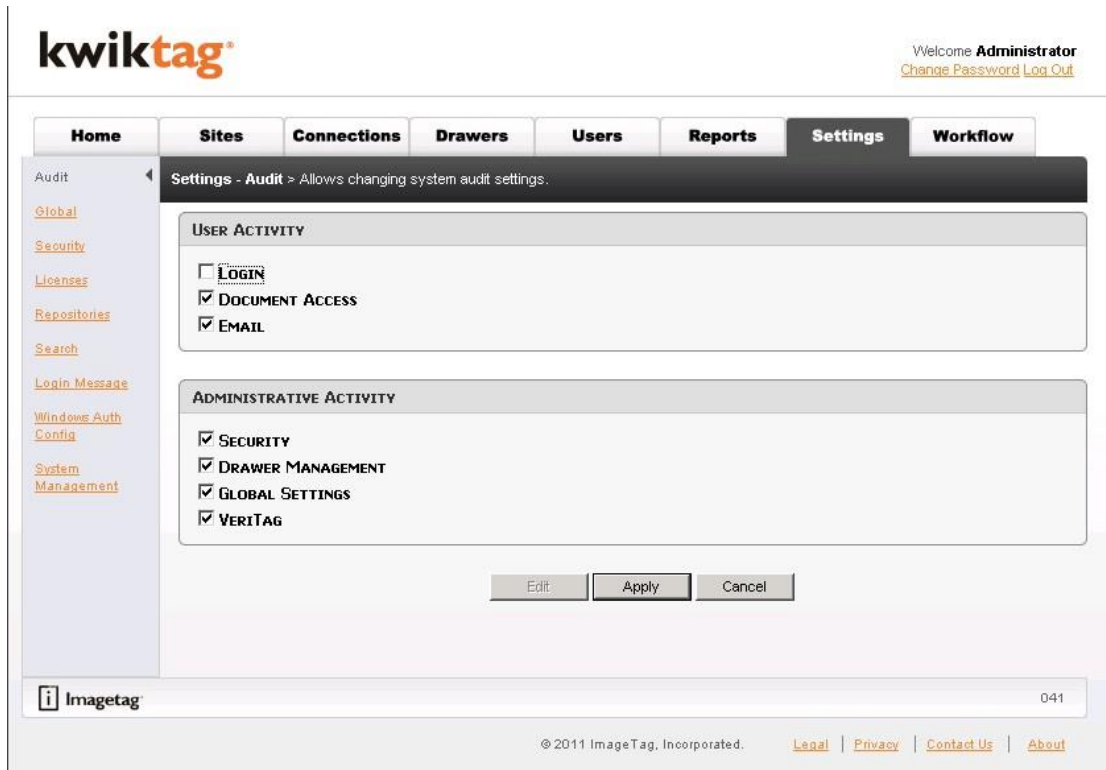 kwiktag
Welcome Administrator
Change Password Log Out
Home Sites Connections Drawers Users Reports Settings Workflow
Audit
Settings - Audit > Allows changing system audit settings.
Global
Security
Licenses
Repositories
Search
Login Message
Windows Auth
Config
System
Management
USER ACTIVITY
LOGIN
DOCUMENT ACCESS
EMAIL
ADMINISTRATIVE ACTIVITY
SECURITY
DRAWER MANAGEMENT
GLOBAL SETTINGS
VERITAG
Edit Apply Cancel
i Imagetag
041
© 2011 ImageTag, Incorporated. Legal | Privacy | Contact Us | About